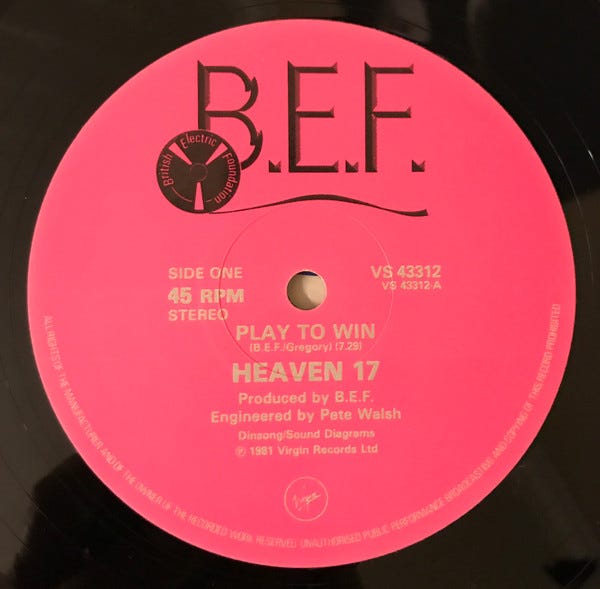 B.E.F.
British Electric Foundation
SIDE ONE
45 RPM
STEREO
VS 43312
VS 43312-A
PLAY TO WIN
(B.E.F./Gregory) (7.29)
HEAVEN 17
Produced by B.E.F.
Engineered by Pete Walsh
Dinsong/Sound Diagrams
℗ 1981 Virgin Records Ltd
Virgin
ALL RIGHTS OF THE MANUFACTURER AND OF THE OWNER OF THE RECORDED WORK RESERVED UNAUTHORISED PUBLIC PERFORMANCE BROADCASTING AND COPYING OF THIS RECORD PROHIBITED